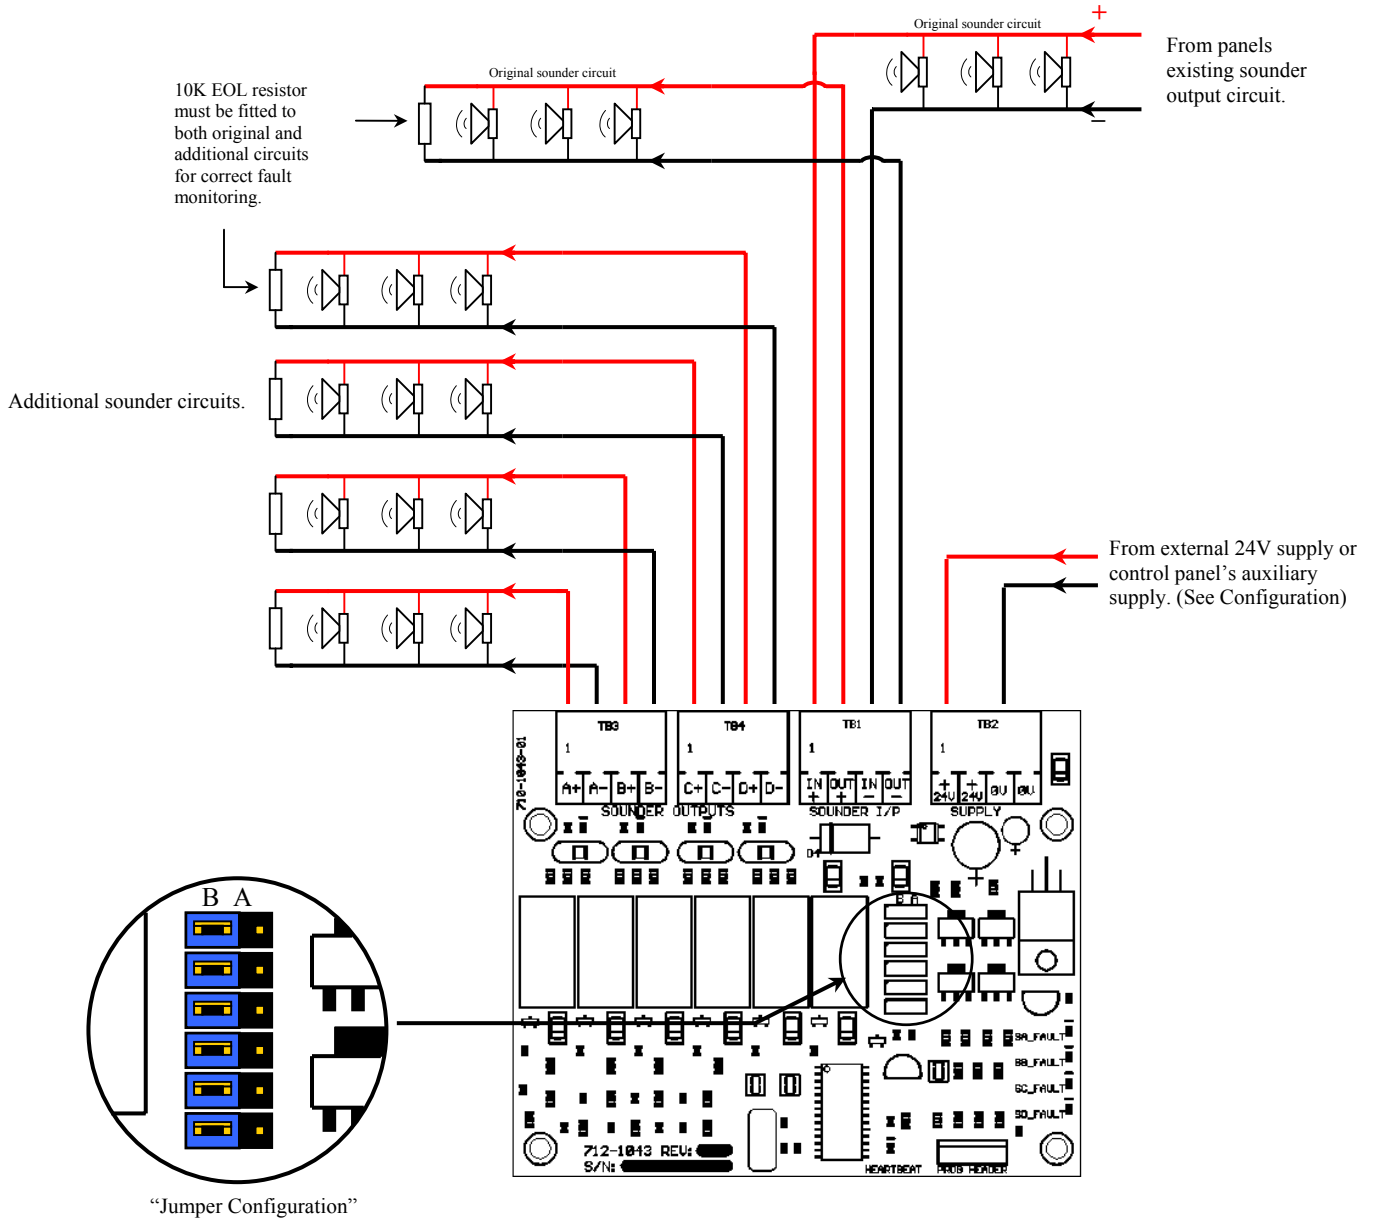 Original sounder circuit
+
From panels
existing sounder
output circuit.
–
Original sounder circuit
10K EOL resistor
must be fitted to
both original and
additional circuits
for correct fault
monitoring.
Additional sounder circuits.
From external 24V supply or
control panel’s auxiliary
supply. (See Configuration)
710-1043-01
TB3
TB4
TB1
TB2
1
1
1
1
A+ A- B+ B-
C+ C- D+ D-
IN + OUT + IN - OUT -
+ 24V + 24V 0V 0V
SOUNDER OUTPUTS
SOUNDER I/P
SUPPLY
+
+
B A
B A
SA_FAULT
SB_FAULT
SC_FAULT
SD_FAULT
712-1043 REV:
S/N:
HEARTBEAT
PROG HEADER
“Jumper Configuration”